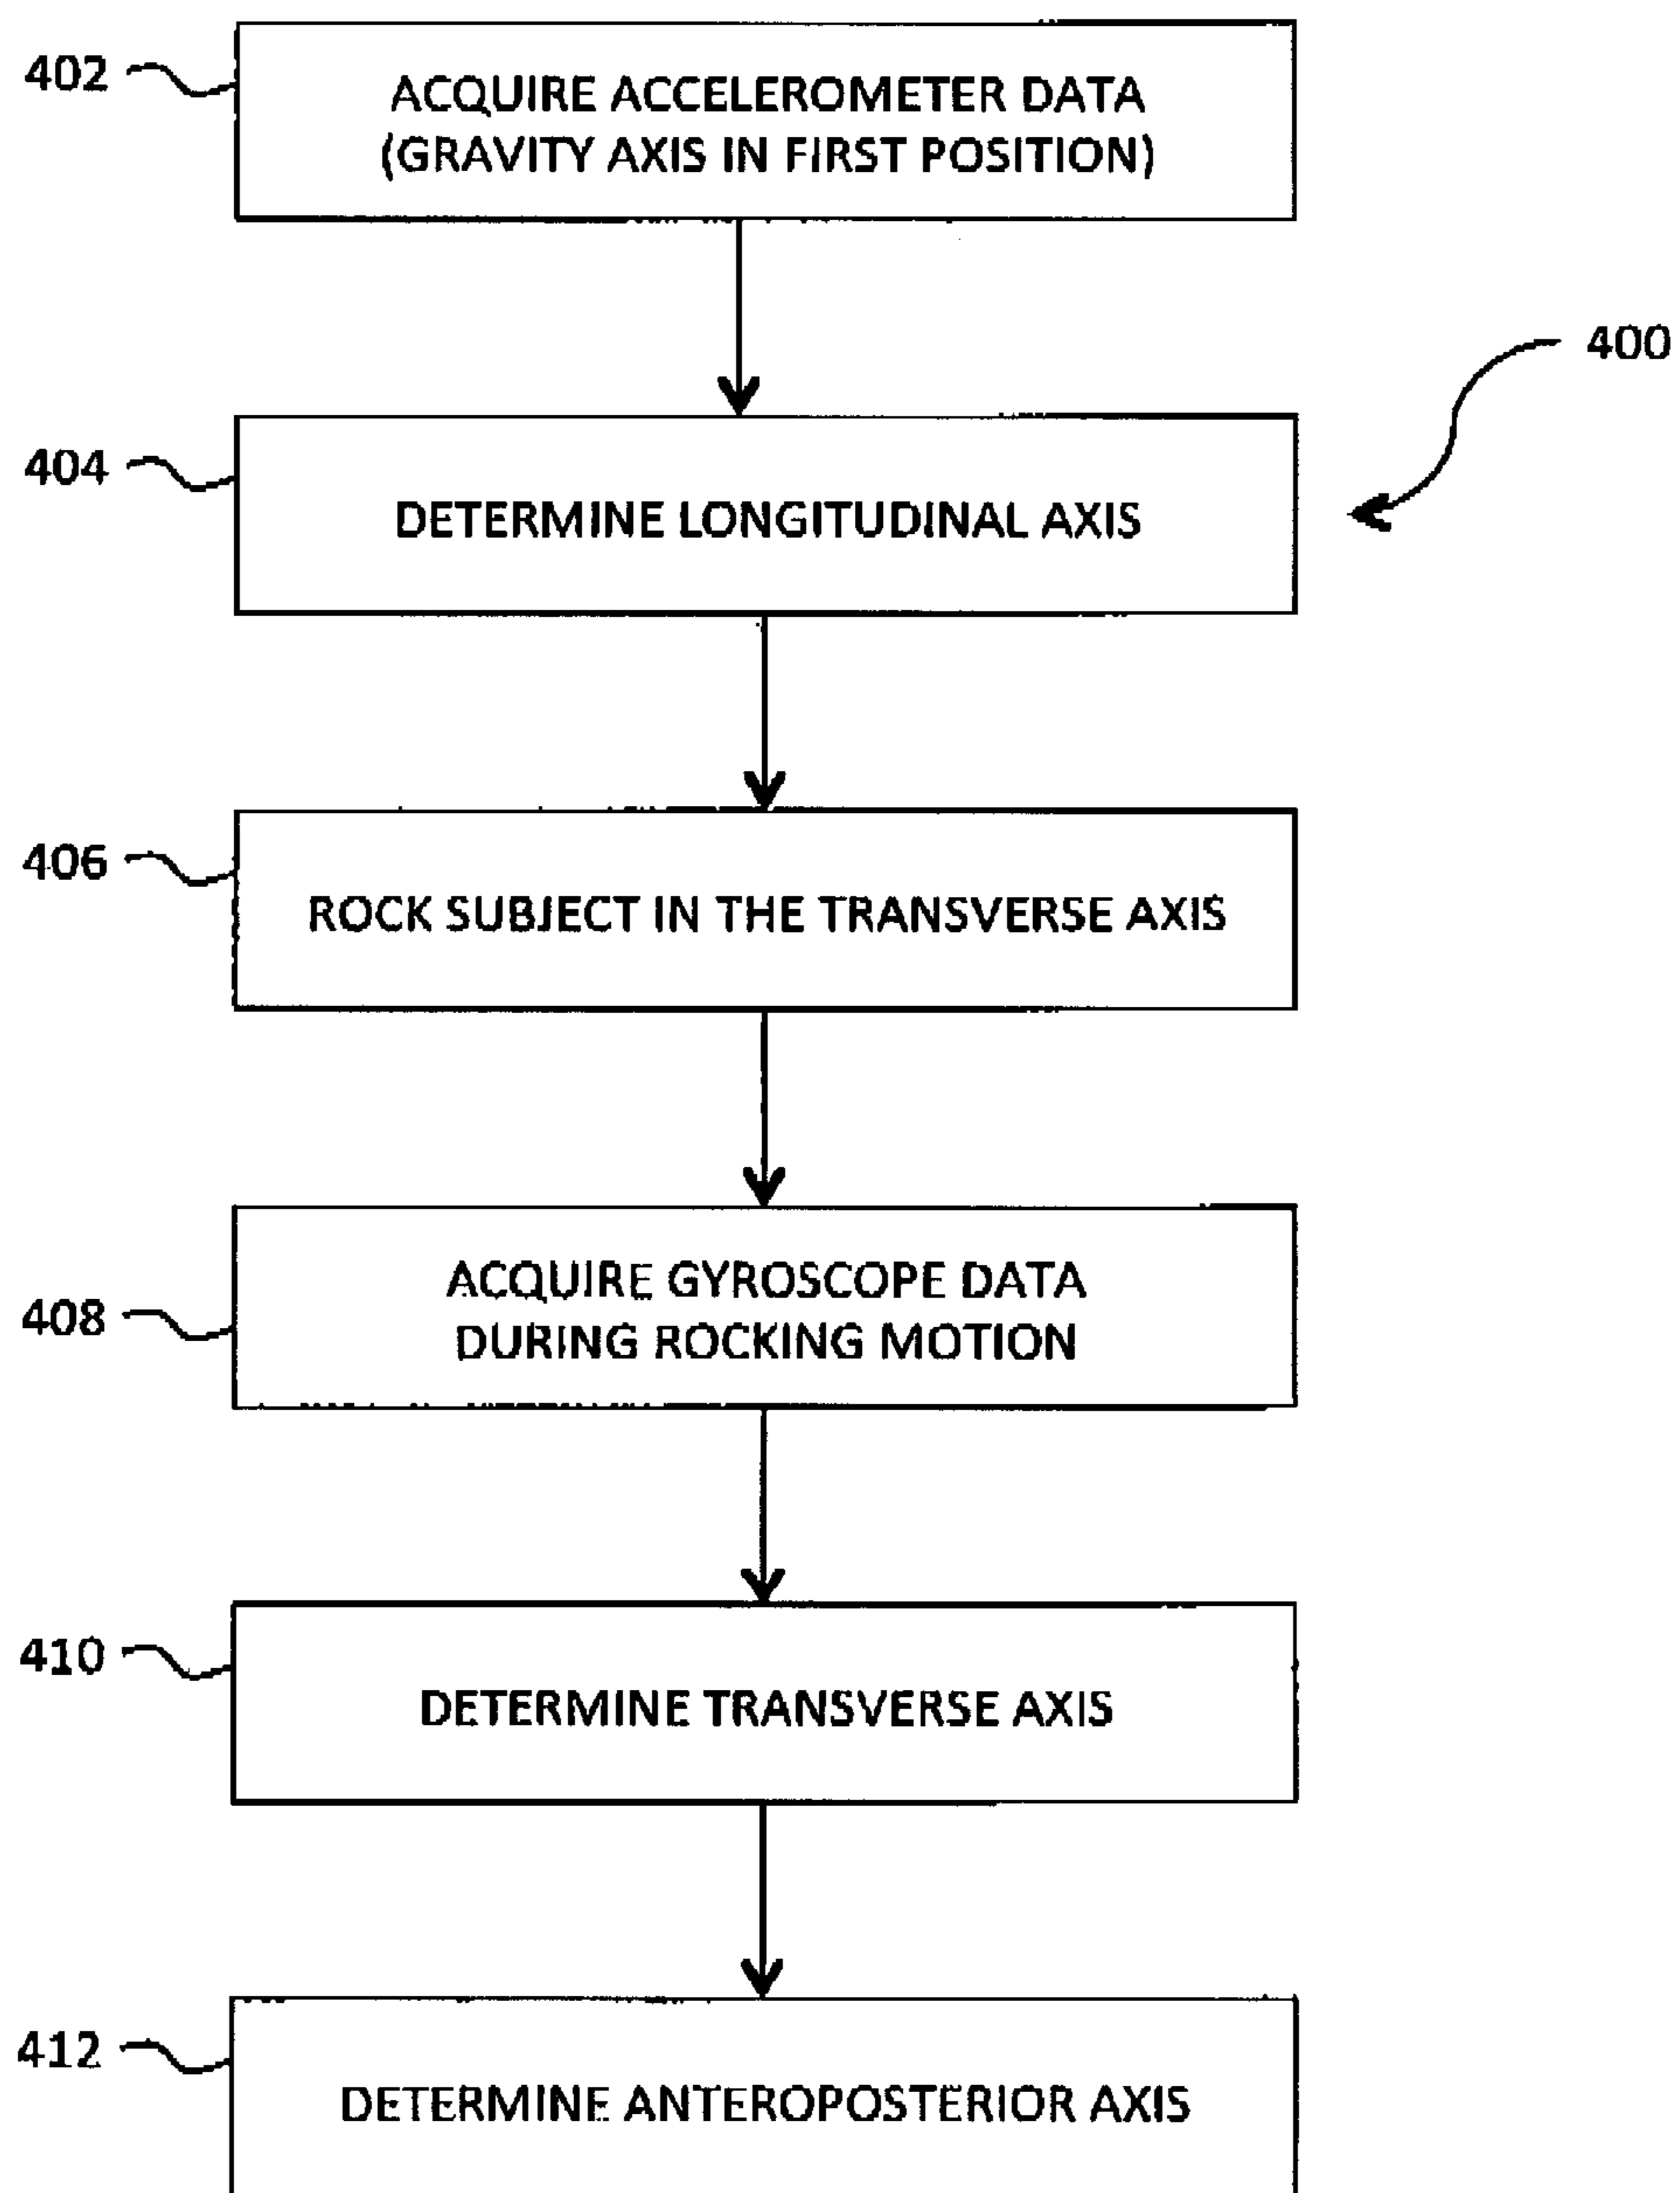 402
ACQUIRE ACCELEROMETER DATA
(GRAVITY AXIS IN FIRST POSITION)
400
404
DETERMINE LONGITUDINAL AXIS
406
ROCK SUBJECT IN THE TRANSVERSE AXIS
408
ACQUIRE GYROSCOPE DATA
DURING ROCKING MOTION
410
DETERMINE TRANSVERSE AXIS
412
DETERMINE ANTEROPOSTERIOR AXIS